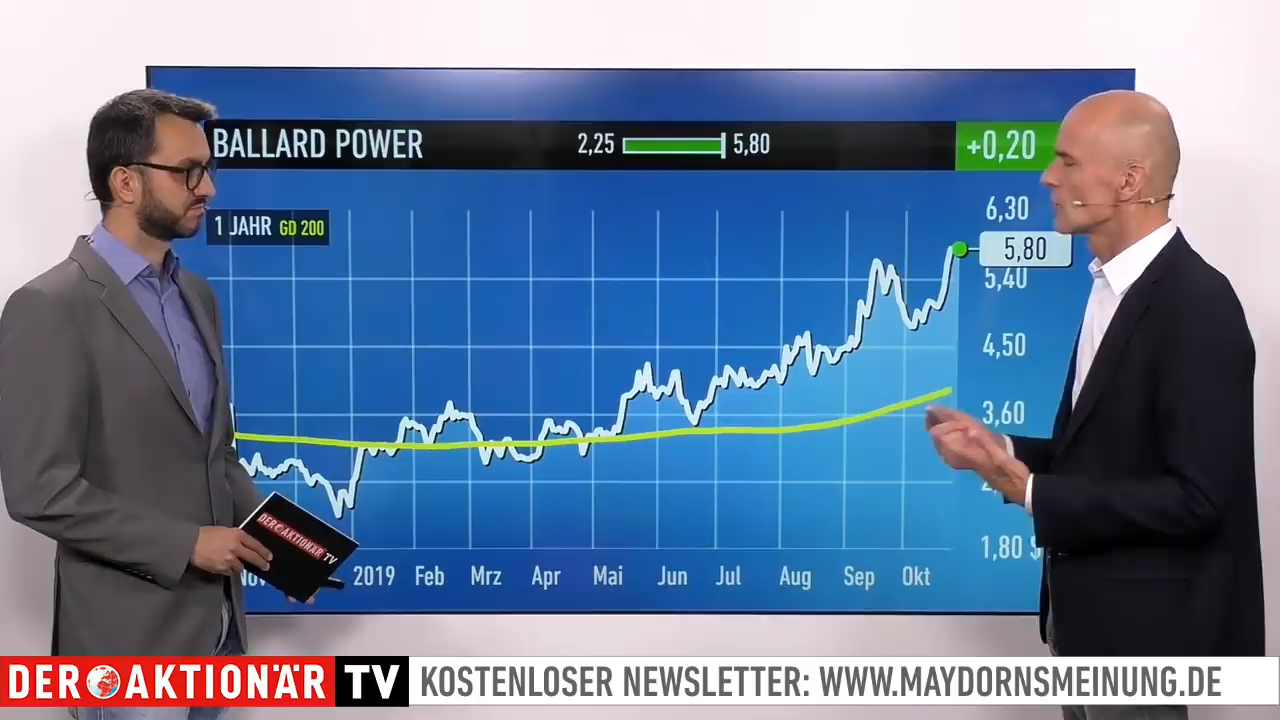 BALLARD POWER 2,25 5,80 +0,20
1 JAHR GD 200
6,30
5,80
5,40
4,50
3,60
1,80 $
2019 Feb Mrz Apr Mai Jun Jul Aug Sep Okt
DER AKTIONÄR TV
DER AKTIONÄR TV KOSTENLOSER NEWSLETTER: WWW.MAYDORNSMEINUNG.DE